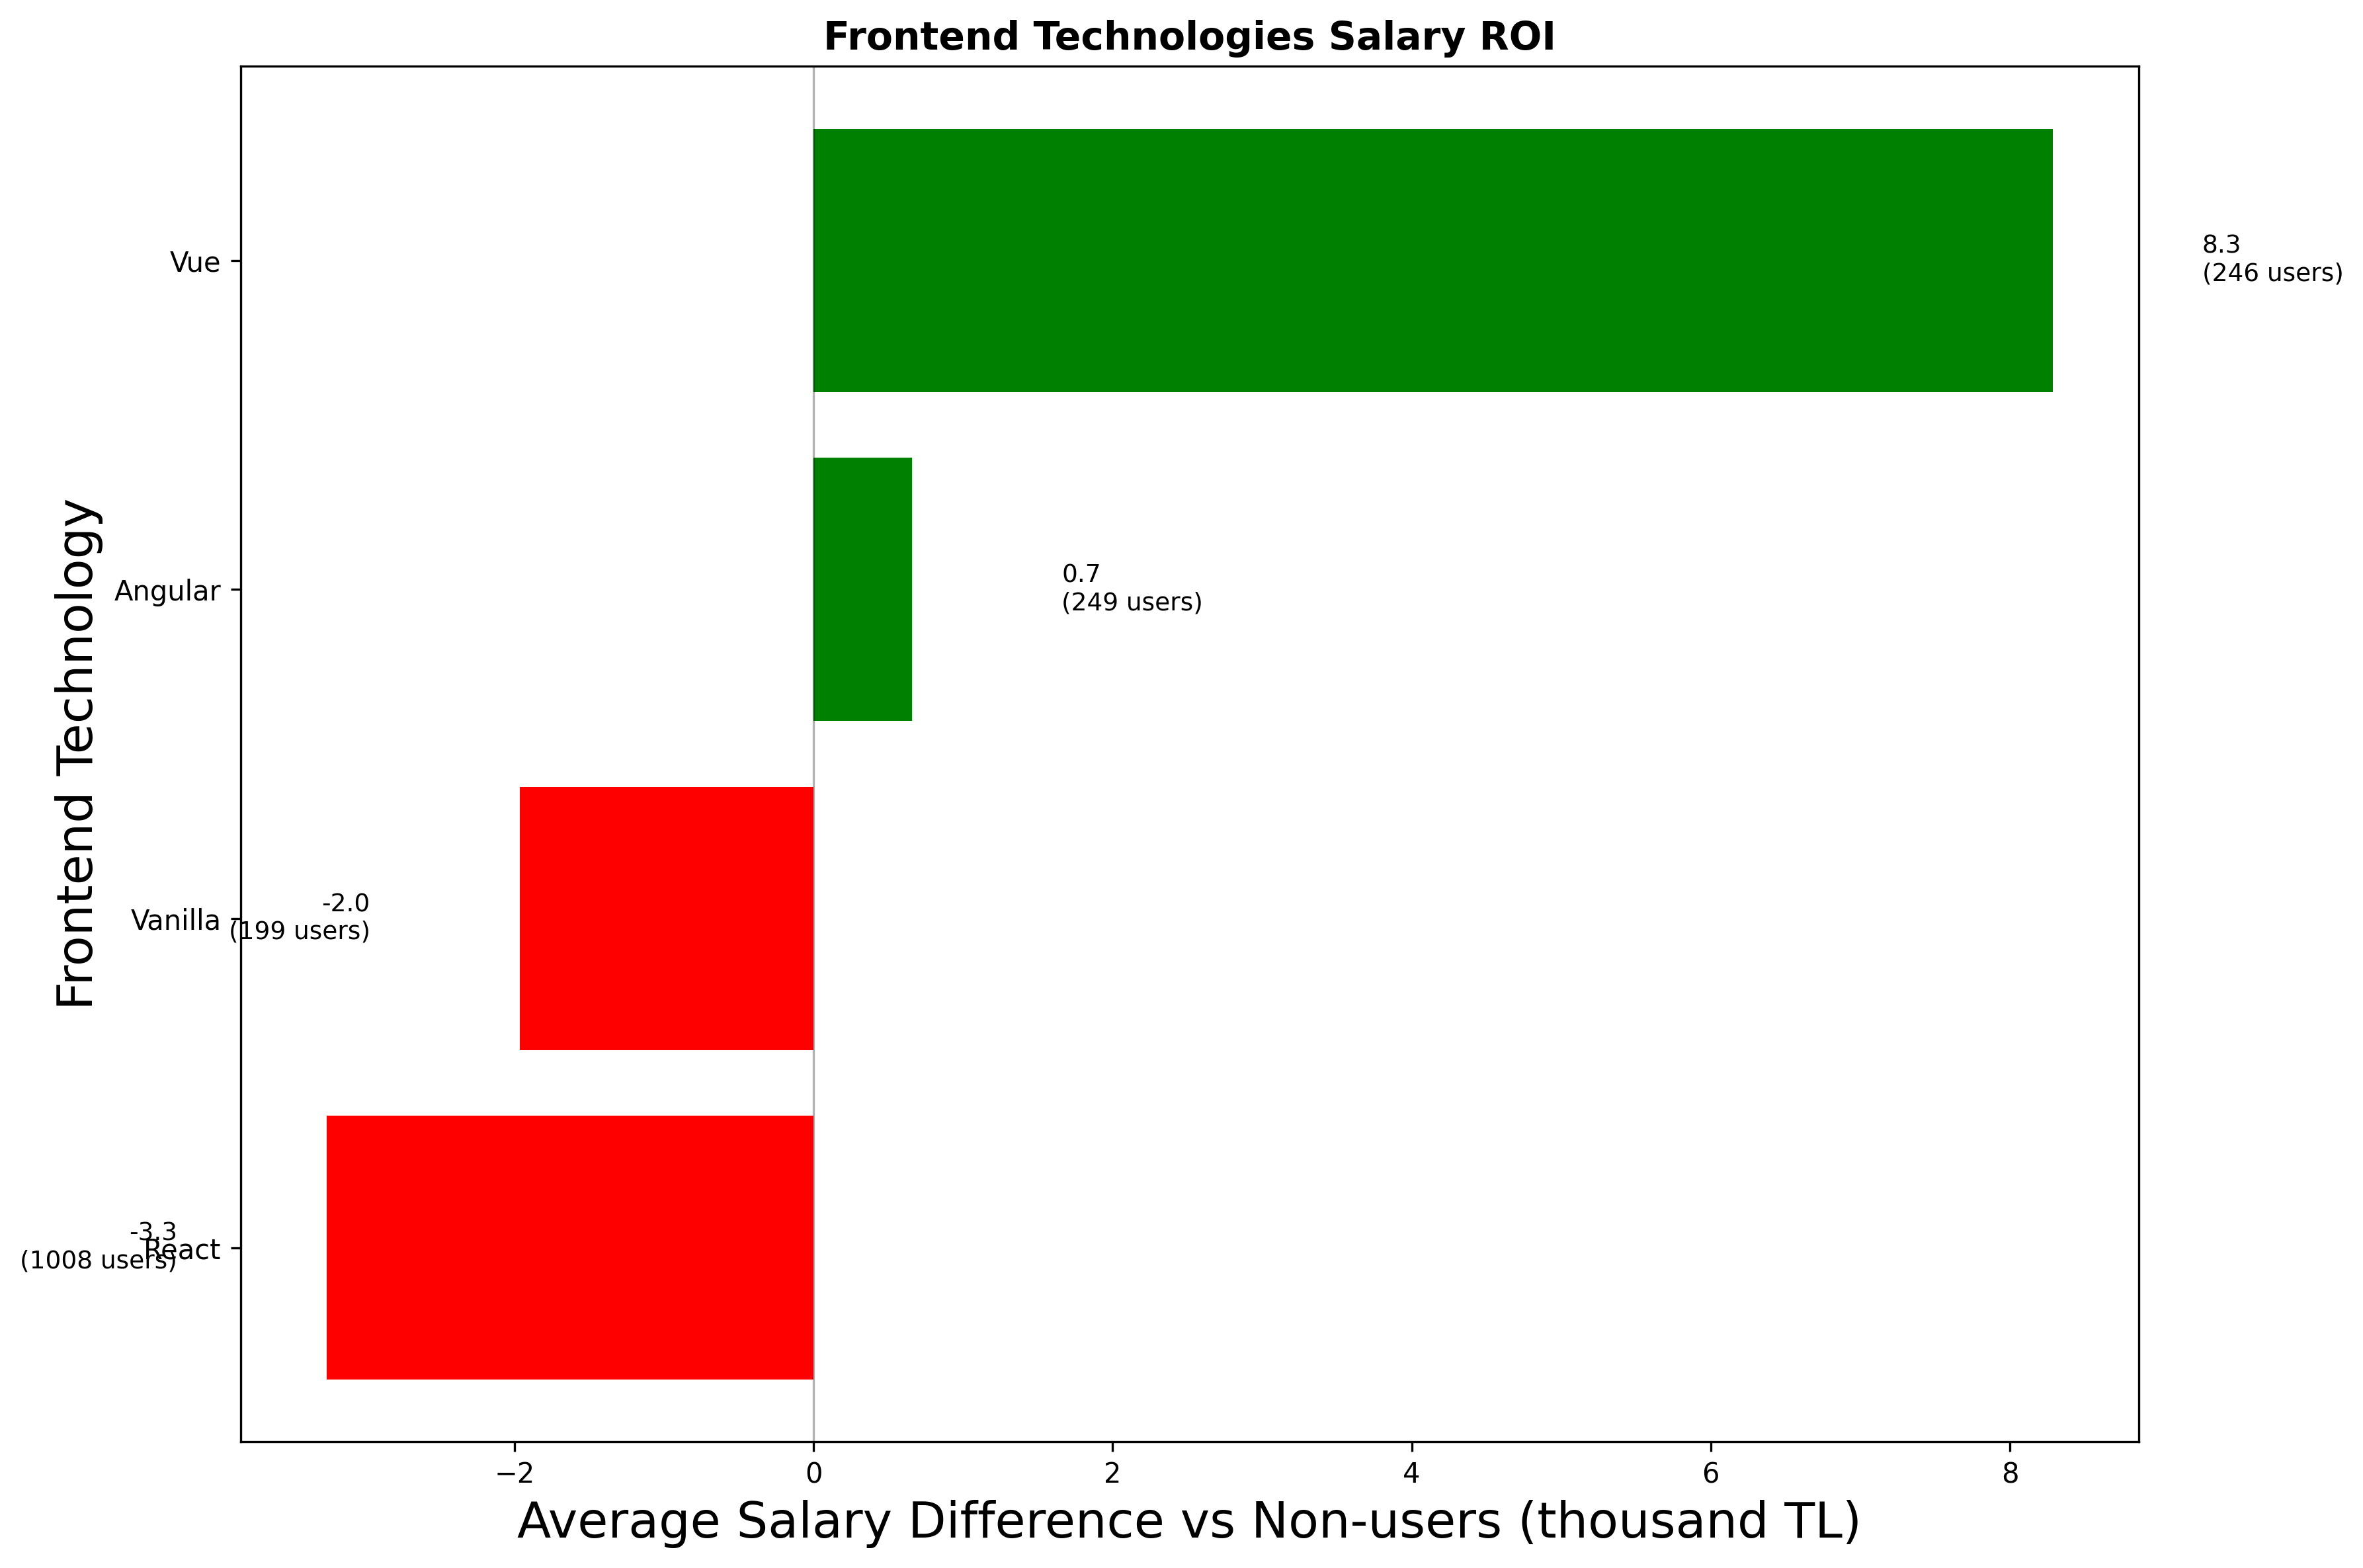 Frontend Technologies Salary ROI
Vue
8.3
(246 users)
Angular
0.7
(249 users)
Vanilla
-2.0
(199 users)
React
-3.3
(1008 users)
−2
0
2
4
6
8
Average Salary Difference vs Non-users (thousand TL)
Frontend Technology